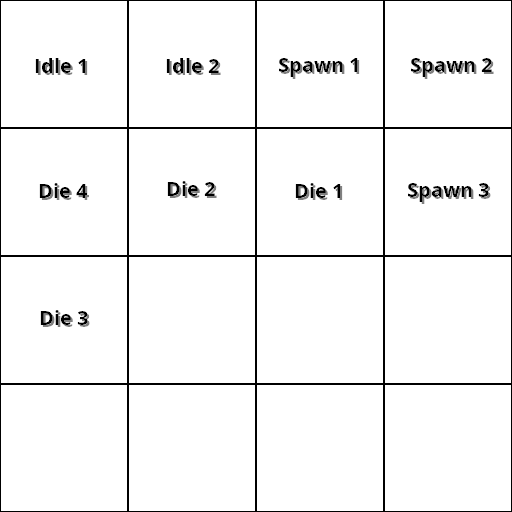 Idle 1
Idle 2
Spawn 1
Spawn 2
Die 4
Die 2
Die 1
Spawn 3
Die 3